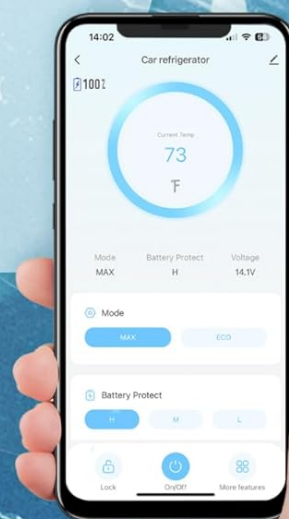 14:02
Car refrigerator
100%
Current Temp
73
°F
Mode Battery Protect Voltage
MAX H 14.1V
Mode
MAX ECO
Battery Protect
H M L
Lock On/Off More features